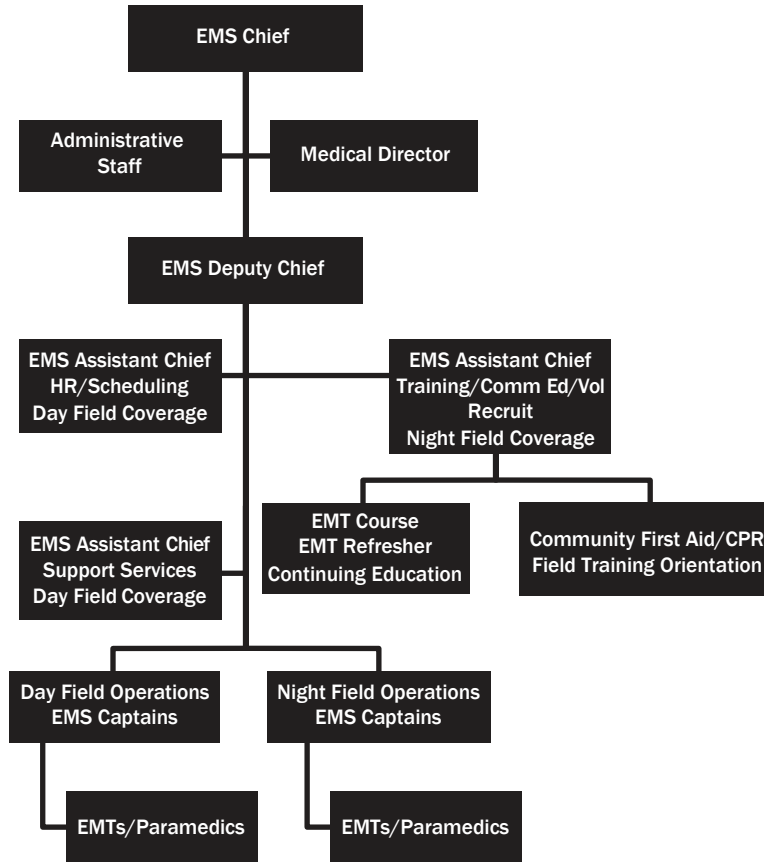 EMS Chief
Administrative
Staff
Medical Director
EMS Deputy Chief
EMS Assistant Chief
HR/Scheduling
Day Field Coverage
EMS Assistant Chief
Training/Comm Ed/Vol
Recruit
Night Field Coverage
EMT Course
EMT Refresher
Continuing Education
Community First Aid/CPR
Field Training Orientation
EMS Assistant Chief
Support Services
Day Field Coverage
Day Field Operations
EMS Captains
Night Field Operations
EMS Captains
EMTs/Paramedics
EMTs/Paramedics